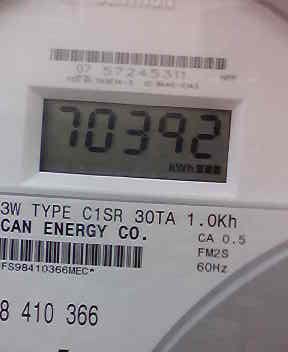 07 57245311
70392
kWh
3W TYPE C1SR 30TA 1.0Kh
CAN ENERGY CO.
CA 0.5
FM2S
60Hz
*FS98410366MEC*
8 410 366